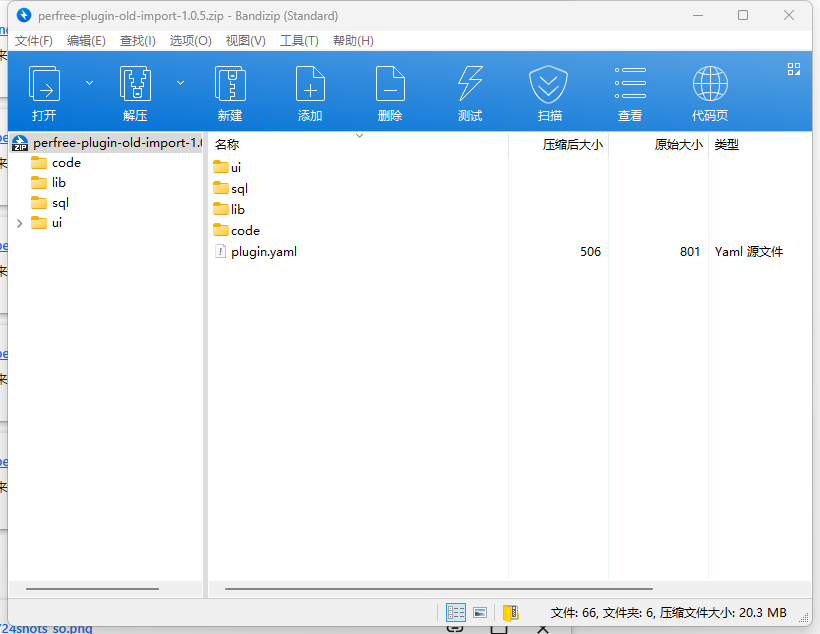 perfree-plugin-old-import-1.0.5.zip - Bandizip (Standard)
文件(F) 编辑(E) 查找(I) 选项(O) 视图(V) 工具(T) 帮助(H)
打开 解压 新建 添加 删除 测试 扫描 查看 代码页
ZIP perfree-plugin-old-import-1.0
code
lib
sql
ui
名称 压缩后大小 原始大小 类型
ui
sql
lib
code
plugin.yaml 506 801 Yaml 源文件
文件: 66, 文件夹: 6, 压缩文件大小: 20.3 MB
724shots_so.png